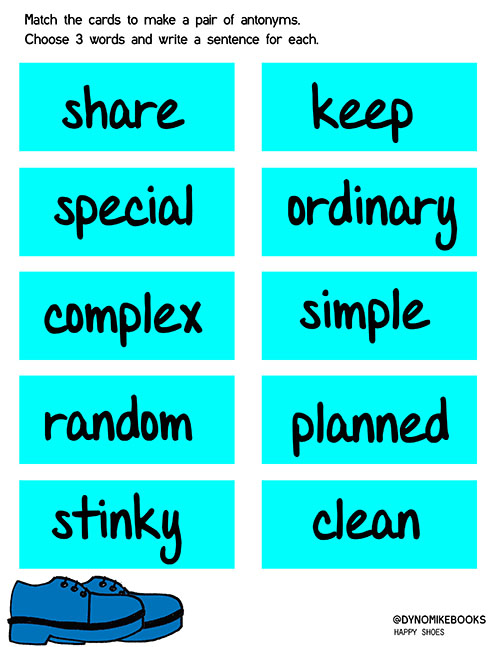 Match the cards to make a pair of antonyms.
Choose 3 words and write a sentence for each.
share keep
special ordinary
complex simple
random planned
stinky clean
@DYNOMIKEBOOKS
HAPPY SHOES